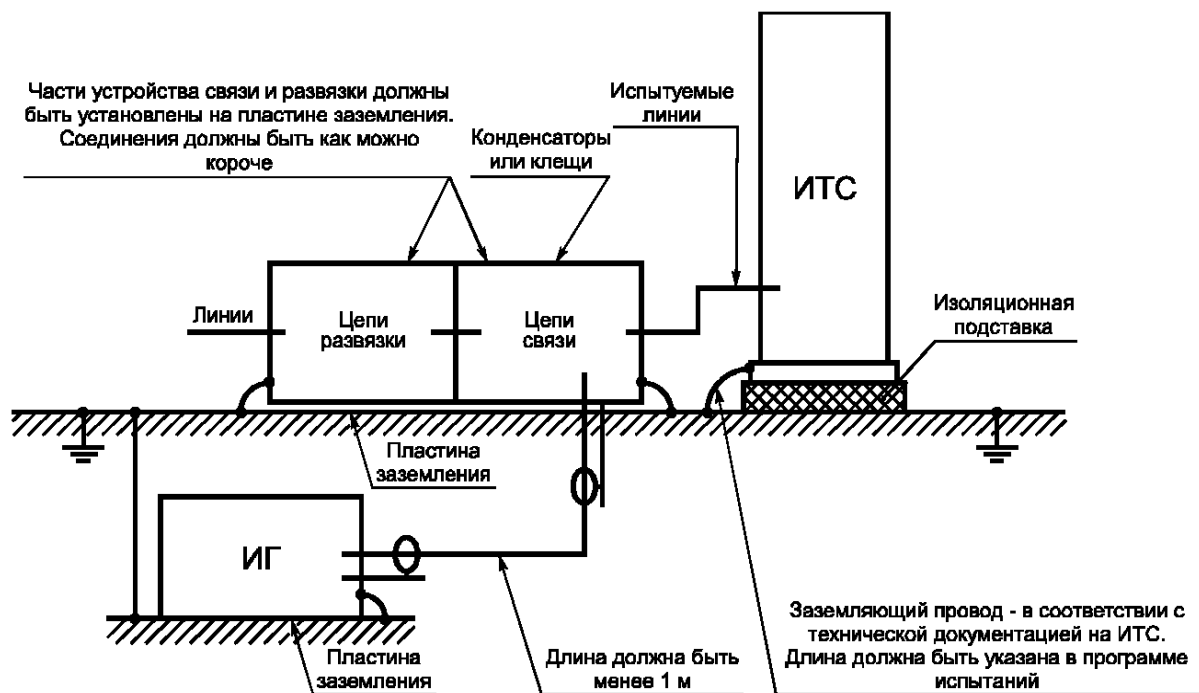 Части устройства связи и развязки должны
быть установлены на пластине заземления.
Соединения должны быть как можно
короче
Конденсаторы
или клещи
Испытуемые
линии
ИТС
Линии
Цепи
развязки
Цепи
связи
Изоляционная
подставка
Пластина
заземления
ИГ
Пластина
заземления
Длина должна быть
менее 1 м
Заземляющий провод - в соответствии с
технической документацией на ИТС.
Длина должна быть указана в программе
испытаний